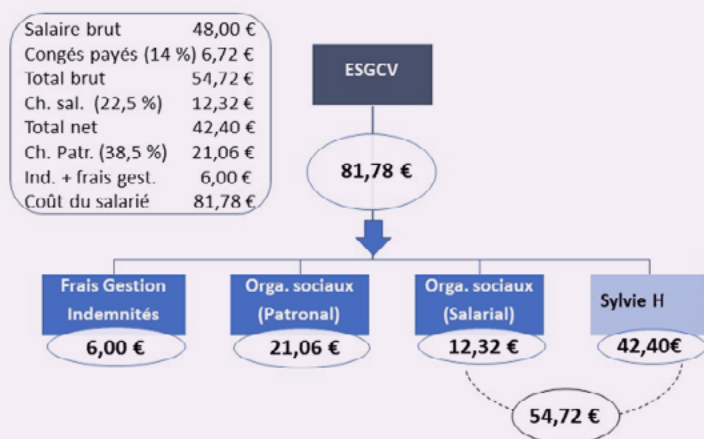 Salaire brut 48,00 €
Congés payés (14 %) 6,72 €
Total brut 54,72 €
Ch. sal. (22,5 %) 12,32 €
Total net 42,40 €
Ch. Patr. (38,5 %) 21,06 €
Ind. + frais gest. 6,00 €
Coût du salarié 81,78 €
ESGCV
81,78 €
Frais Gestion
Indemnités
6,00 €
Orga. sociaux
(Patronal)
21,06 €
Orga. sociaux
(Salarial)
12,32 €
Sylvie H
42,40€
54,72 €